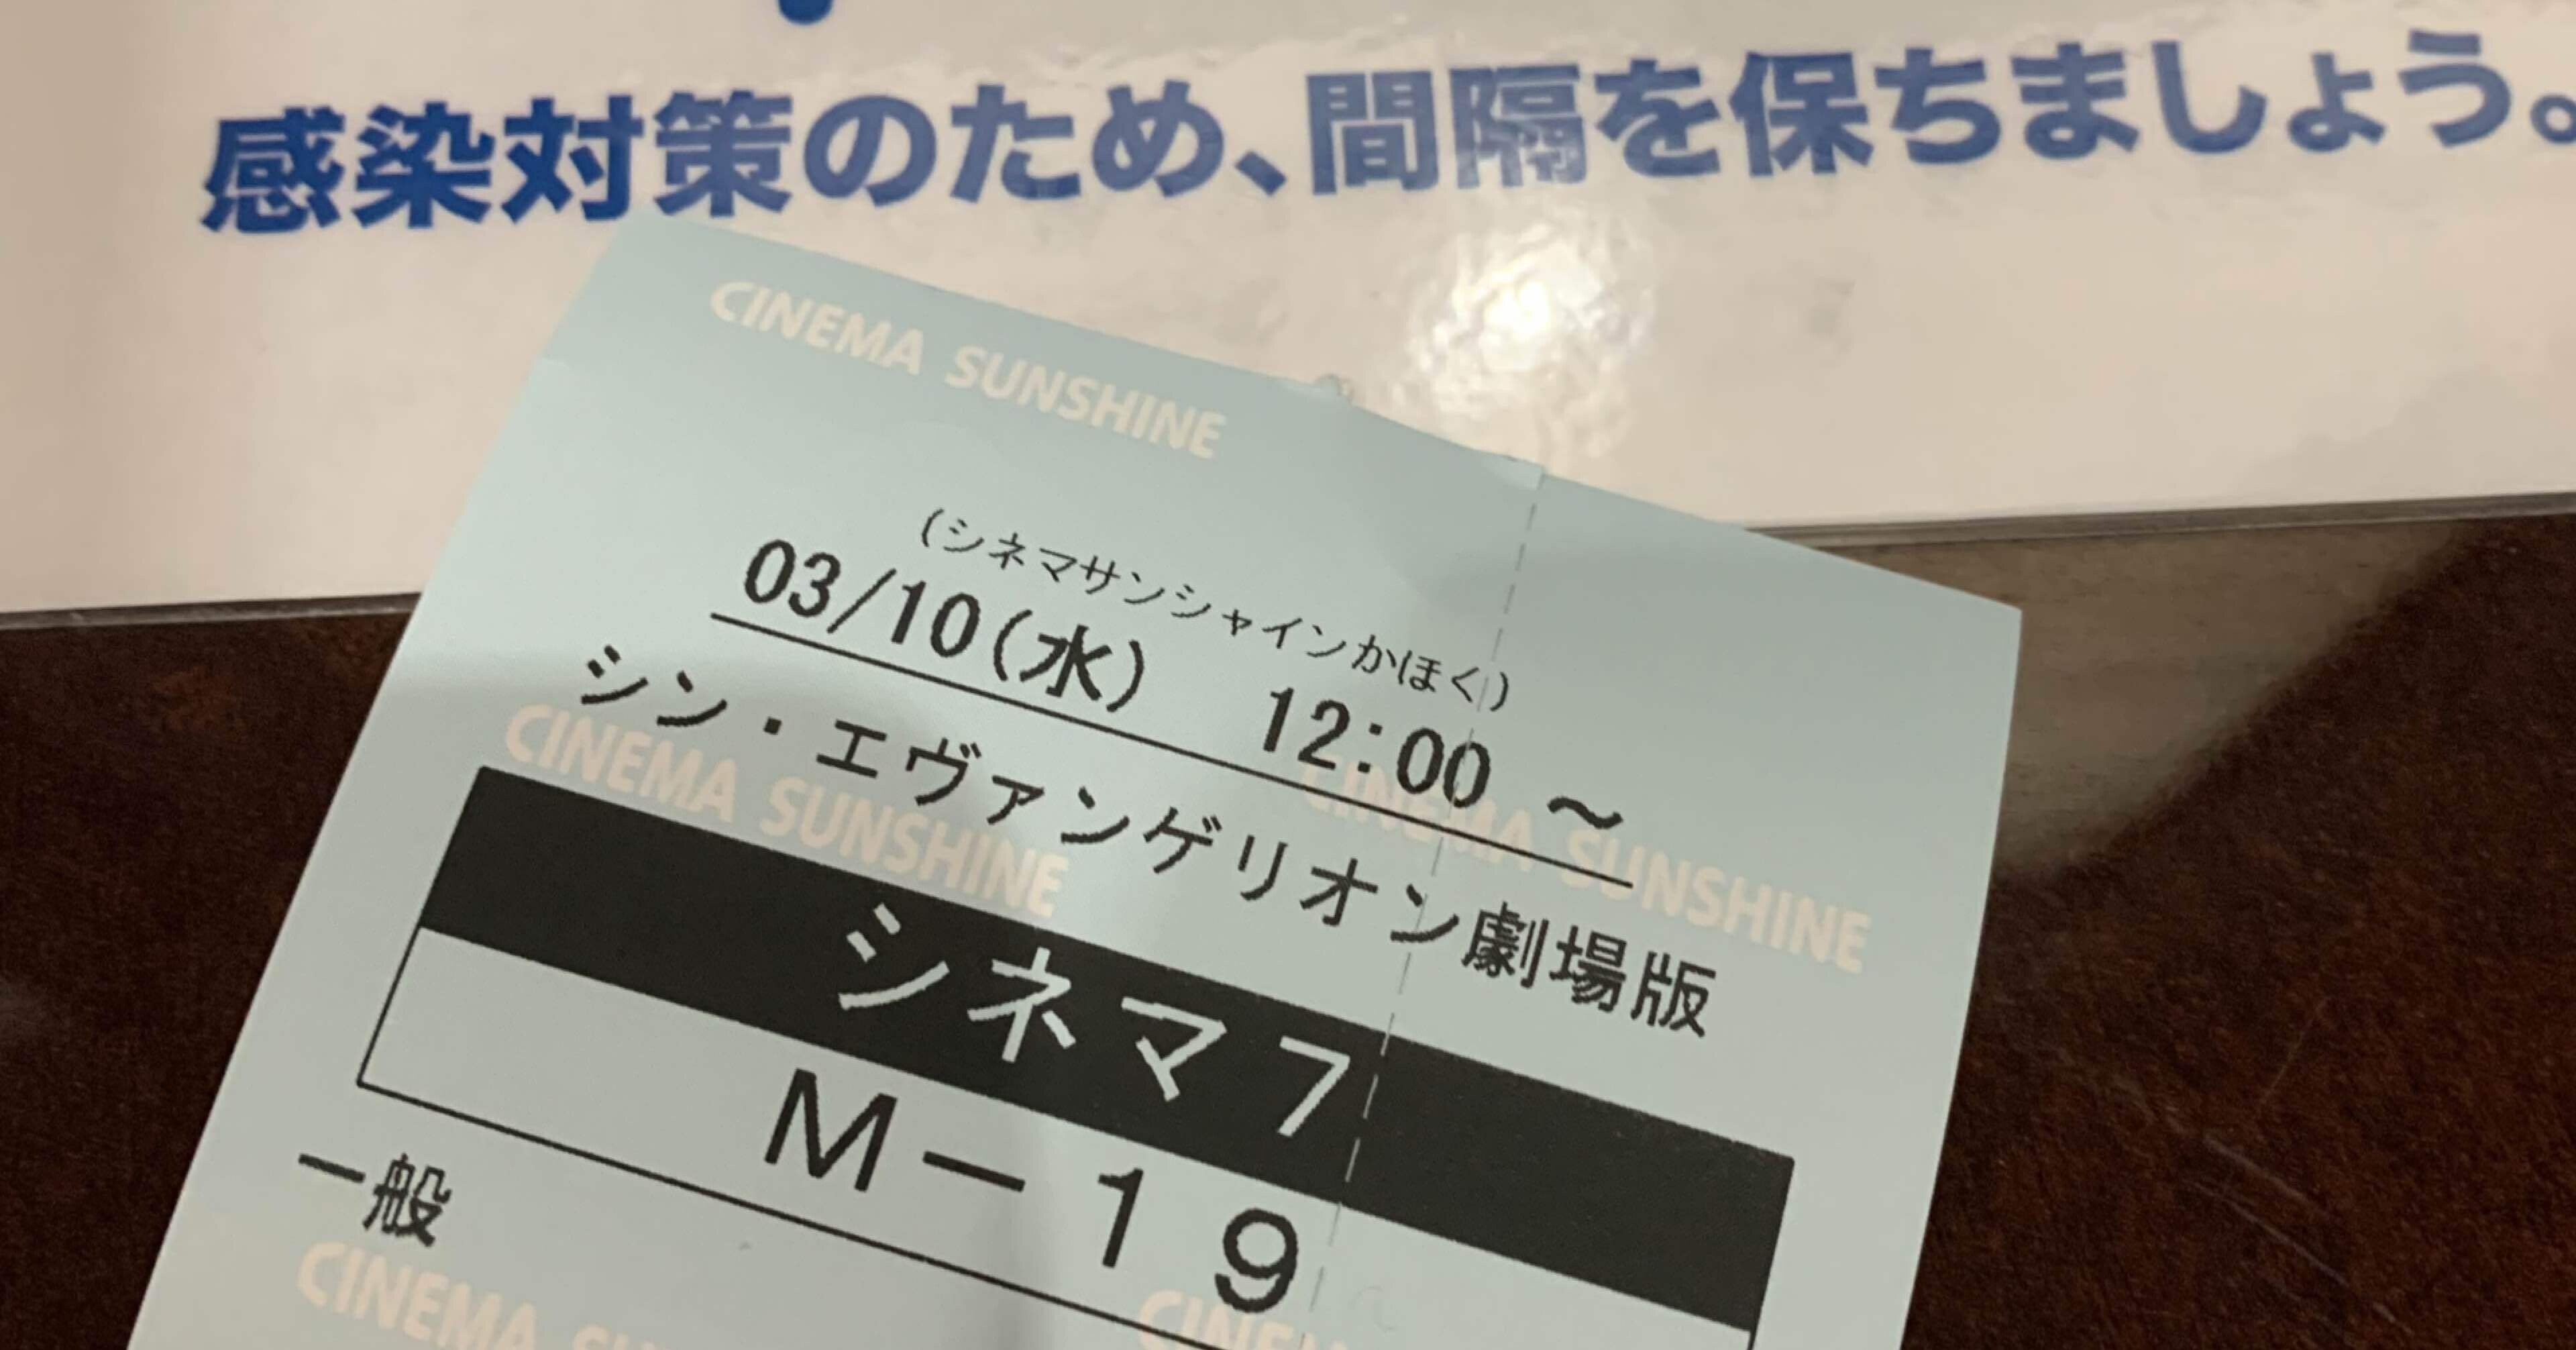 感染対策のため、間隔を保ちましょう。
CINEMA SUNSHINE
(シネマサンシャインかほく)
03/10(水) 12:00 ~
シン・エヴァンゲリオン劇場版
CINEMA SUNSHINE CINEMA SUNSHINE
シネマ7
M-19
一般
CINEMA